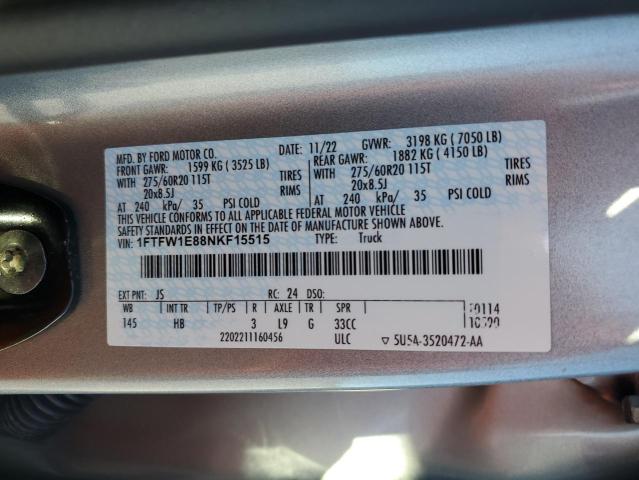 MFD. BY FORD MOTOR CO. DATE: 11/22 GVWR: 3198 KG ( 7050 LB)
FRONT GAWR: 1599 KG ( 3525 LB) REAR GAWR: 1882 KG ( 4150 LB)
WITH 275/60R20 115T TIRES WITH 275/60R20 115T TIRES
20x8.5J RIMS 20x8.5J RIMS
AT 240 kPa/ 35 PSI COLD AT 240 kPa/ 35 PSI COLD
THIS VEHICLE CONFORMS TO ALL APPLICABLE FEDERAL MOTOR VEHICLE
SAFETY STANDARDS IN EFFECT ON THE DATE OF MANUFACTURE SHOWN ABOVE.
VIN: 1FTFW1E88NKF15515 TYPE: Truck
EXT PNT: JS RC: 24 DSO:
WB INT TR TP/PS R AXLE TR SPR
145 HB 3 L9 G 33CC
2202211160456 ULC ▽ 5U54-3520472-AA